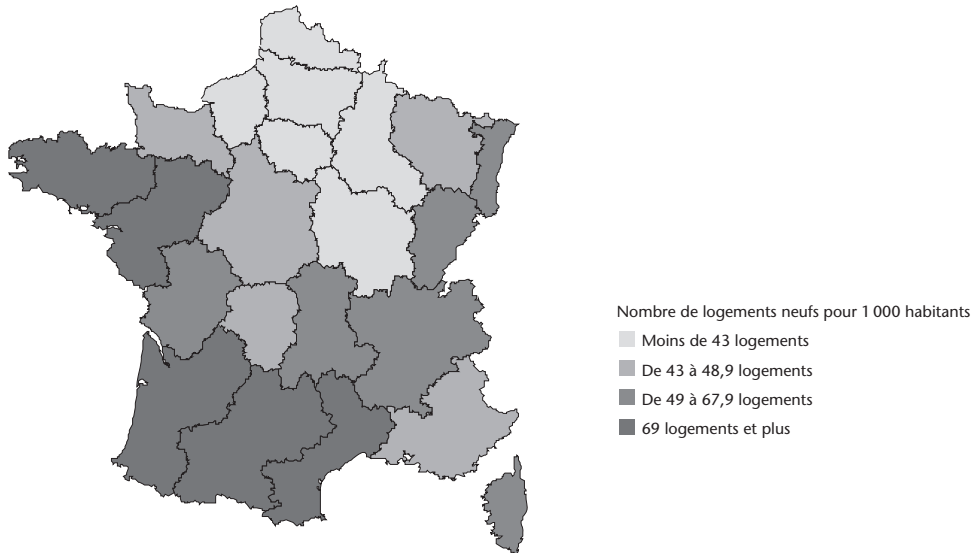 Nombre de logements neufs pour 1 000 habitants
Moins de 43 logements
De 43 à 48,9 logements
De 49 à 67,9 logements
69 logements et plus